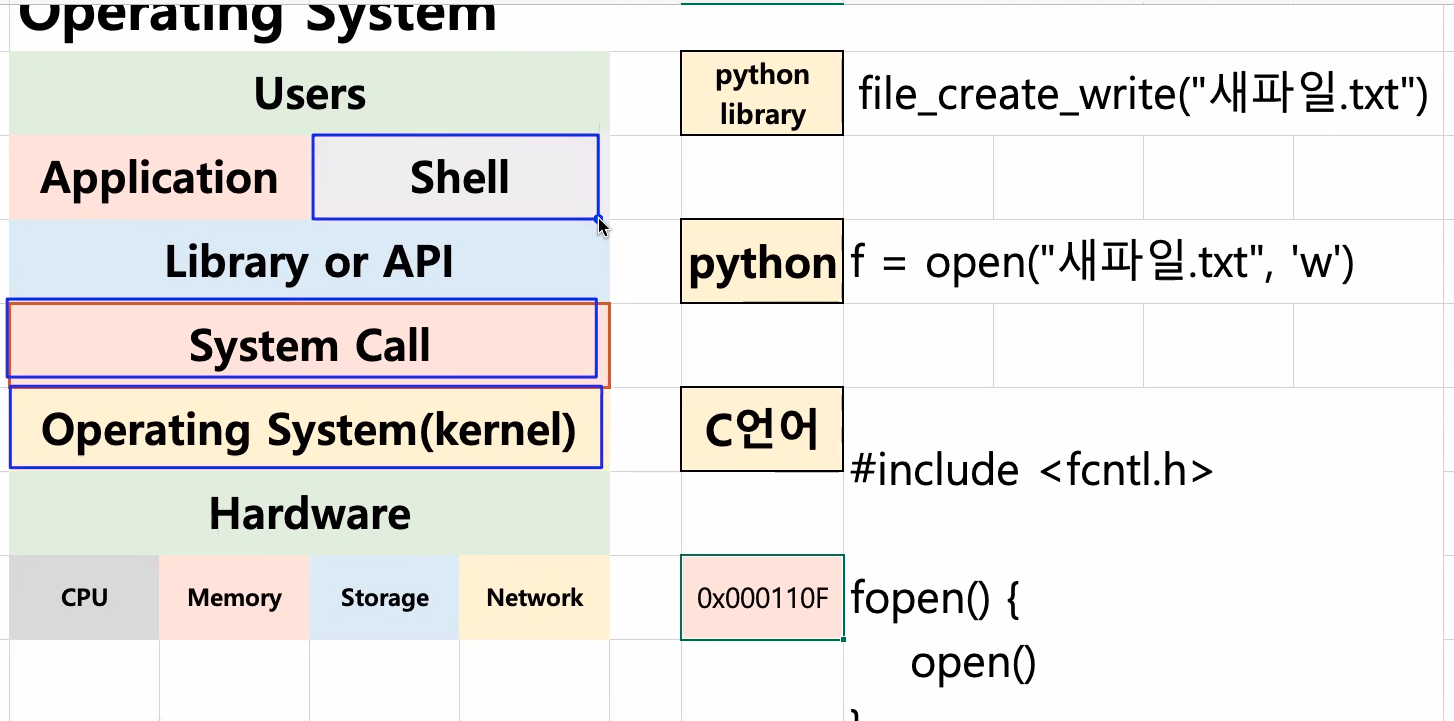 Operating System
Users
Application
Shell
Library or API
System Call
Operating System(kernel)
Hardware
CPU
Memory
Storage
Network
python
library
file_create_write("새파일.txt")
python
f = open("새파일.txt", 'w')
C언어
#include <fcntl.h>
0x000110F
fopen() {
open()
}